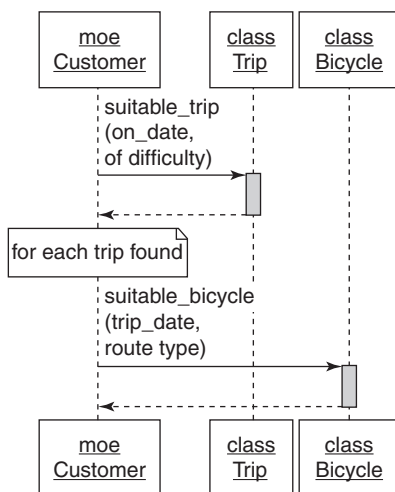 moe
Customer
class
Trip
class
Bicycle
suitable_trip
(on_date,
of difficulty)
for each trip found
suitable_bicycle
(trip_date,
route type)
moe
Customer
class
Trip
class
Bicycle